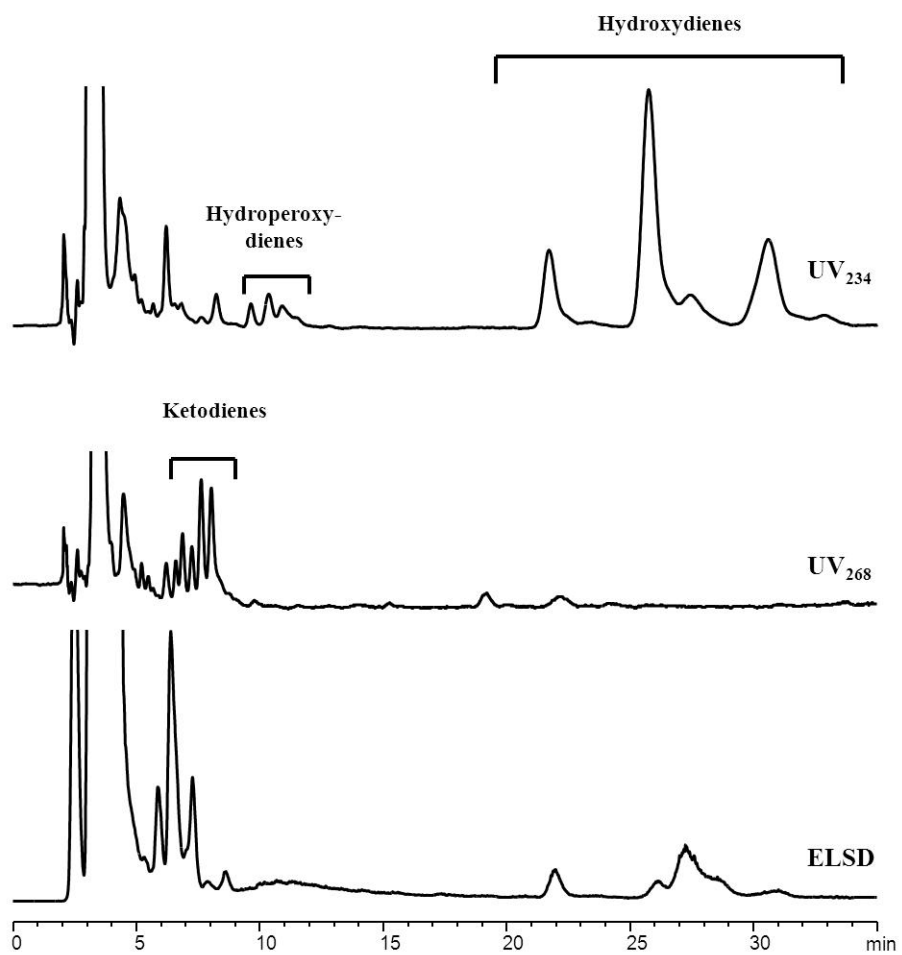 Hydroxydienes
Hydroperoxy-
dienes
UV234
Ketodienes
UV268
ELSD
0 5 10 15 20 25 30 min